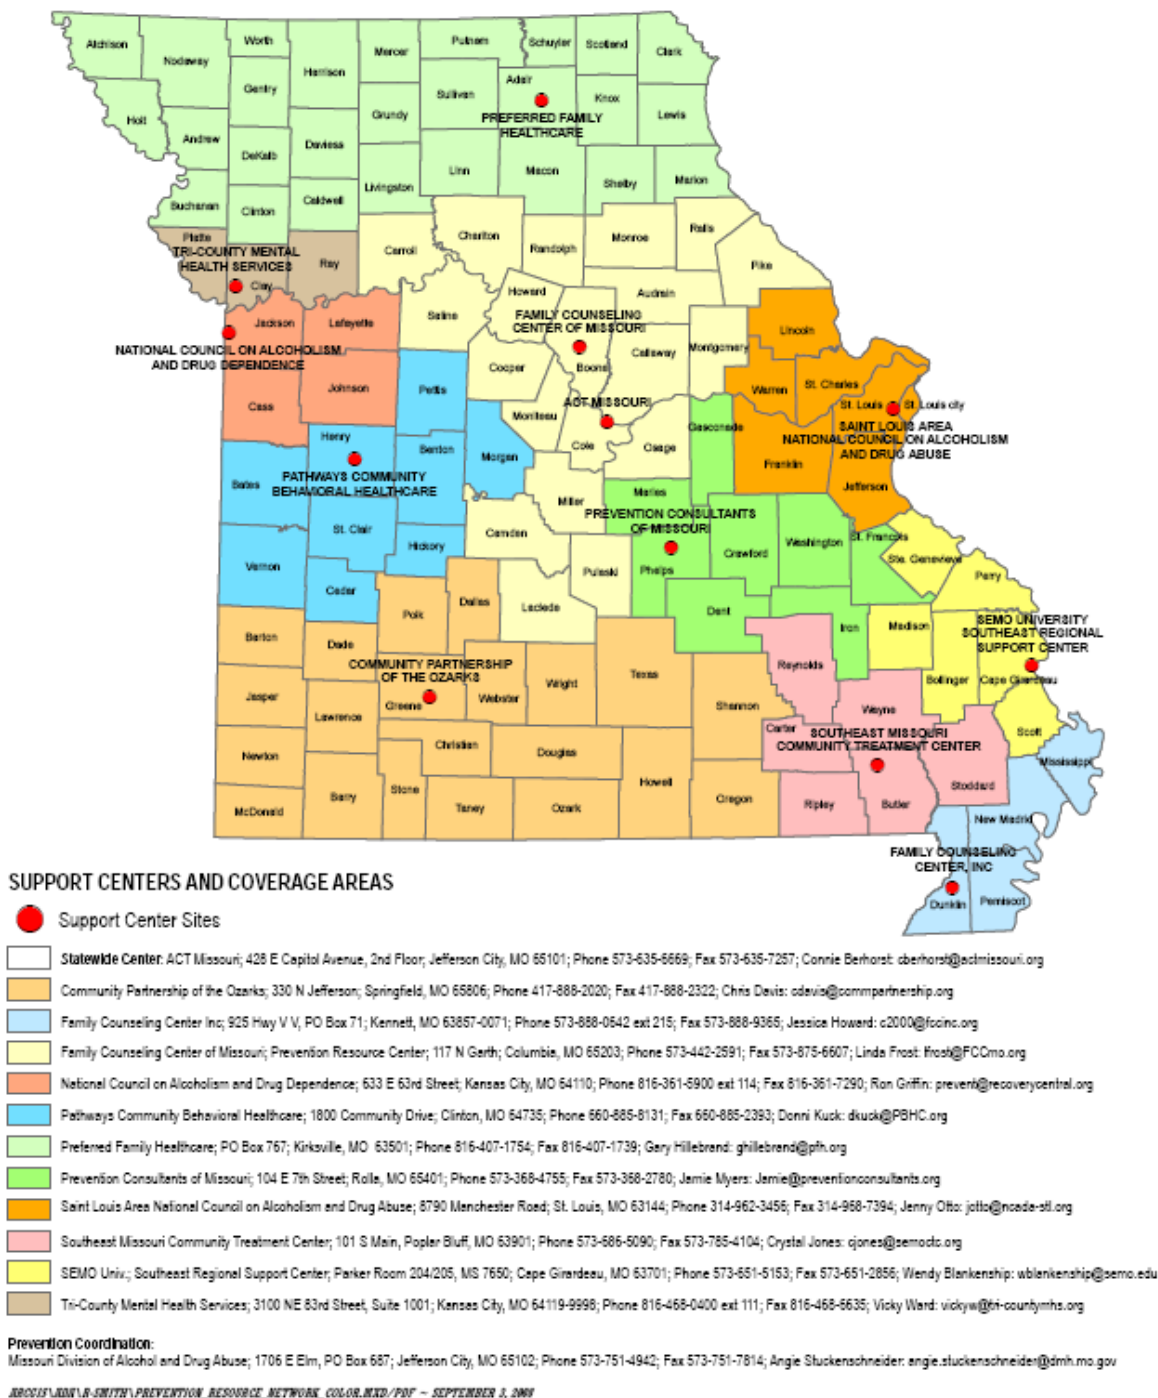 Atchison
Nodaway
Worth
Harrison
Mercer
Putnam
Schuyler
Scotland
Clark
Gentry
Sullivan
Adair
Knox
Lewis
Holt
Grundy
PREFERRED FAMILY
HEALTHCARE
Andrew
DeKalb
Daviess
Linn
Macon
Shelby
Marion
Buchanan
Clinton
Caldwell
Livingston
Platte
TRI-COUNTY MENTAL
HEALTH SERVICES
Clay
Ray
Carroll
Chariton
Randolph
Monroe
Ralls
Pike
Howard
Audrain
Saline
FAMILY COUNSELING
CENTER OF MISSOURI
Boone
Callaway
Montgomery
Lincoln
Jackson
Lafayette
NATIONAL COUNCIL ON ALCOHOLISM
AND DRUG DEPENDENCE
Johnson
Cass
Pettis
Cooper
Moniteau
ACT MISSOURI
Cole
Osage
Gasconade
Warren
St. Charles
St. Louis
St. Louis city
SAINT LOUIS AREA
NATIONAL COUNCIL ON ALCOHOLISM
AND DRUG ABUSE
Franklin
Jefferson
Henry
Benton
Morgan
PATHWAYS COMMUNITY
BEHAVIORAL HEALTHCARE
Bates
St. Clair
Hickory
Miller
Camden
Maries
PREVENTION CONSULTANTS
OF MISSOURI
Phelps
Crawford
Washington
St. Francois
Ste. Genevieve
Perry
Vernon
Cedar
Polk
Dallas
Laclede
Pulaski
Dent
Iron
Madison
SEMO UNIVERSITY
SOUTHEAST REGIONAL
SUPPORT CENTER
Bollinger
Cape Girardeau
Barton
Dade
COMMUNITY PARTNERSHIP
OF THE OZARKS
Greene
Webster
Wright
Texas
Shannon
Reynolds
Wayne
Scott
Mississippi
Jasper
Lawrence
Christian
Douglas
Howell
Carter
SOUTHEAST MISSOURI
COMMUNITY TREATMENT CENTER
Stoddard
Newton
McDonald
Barry
Stone
Taney
Ozark
Oregon
Ripley
Butler
New Madrid
FAMILY COUNSELING
CENTER, INC
Dunklin
Pemiscot
SUPPORT CENTERS AND COVERAGE AREAS
Support Center Sites
Statewide Center: ACT Missouri; 428 E Capitol Avenue, 2nd Floor; Jefferson City, MO 65101; Phone 573-635-6669; Fax 573-635-7257; Connie Berhorst: cberhorst@actmissouri.org
Community Partnership of the Ozarks; 330 N Jefferson; Springfield, MO 65806; Phone 417-888-2020; Fax 417-888-2322; Chris Davis: cdavis@commpartnership.org
Family Counseling Center Inc; 925 Hwy V V, PO Box 71; Kennett, MO 63857-0071; Phone 573-888-0642 ext 215; Fax 573-888-9365; Jessica Howard: c2000@fccinc.org
Family Counseling Center of Missouri; Prevention Resource Center; 117 N Garth; Columbia, MO 65203; Phone 573-442-2591; Fax 573-875-6607; Linda Frost: lfrost@FCCmo.org
National Council on Alcoholism and Drug Dependence; 633 E 63rd Street; Kansas City, MO 64110; Phone 816-361-5900 ext 114; Fax 816-361-7290; Ron Griffin: prevent@recoverycentral.org
Pathways Community Behavioral Healthcare; 1800 Community Drive; Clinton, MO 64735; Phone 660-885-8131; Fax 660-885-2393; Donni Kuck: dkuck@PBHC.org
Preferred Family Healthcare; PO Box 767; Kirksville, MO 63501; Phone 816-407-1754; Fax 816-407-1739; Gary Hillebrand: ghillebrand@pfh.org
Prevention Consultants of Missouri; 104 E 7th Street; Rolla, MO 65401; Phone 573-368-4755; Fax 573-368-2780; Jamie Myers: Jamie@preventionconsultants.org
Saint Louis Area National Council on Alcoholism and Drug Abuse; 8790 Manchester Road; St. Louis, MO 63144; Phone 314-962-3456; Fax 314-968-7394; Jenny Otto: jotto@ncada-stl.org
Southeast Missouri Community Treatment Center; 101 S Main, Poplar Bluff, MO 63901; Phone 573-686-5090; Fax 573-785-4104; Crystal Jones: cjones@semoctc.org
SEMO Univ.; Southeast Regional Support Center; Parker Room 204/205, MS 7650; Cape Girardeau, MO 63701; Phone 573-651-5153; Fax 573-651-2856; Wendy Blankenship: wblankenship@semo.edu
Tri-County Mental Health Services; 3100 NE 83rd Street, Suite 1001; Kansas City, MO 64119-9998; Phone 816-468-0400 ext 111; Fax 816-468-6635; Vicky Ward: vickyw@tri-countymhs.org
Prevention Coordination:
Missouri Division of Alcohol and Drug Abuse; 1706 E Elm, PO Box 687; Jefferson City, MO 65102; Phone 573-751-4942; Fax 573-751-7814; Angie Stuckenschneider: angie.stuckenschneider@dmh.mo.gov
ARCGIS\ADA\R-SMITH\PREVENTION RESOURCE NETWORK COLOR.MXD/PDF ~ SEPTEMBER 3, 2008